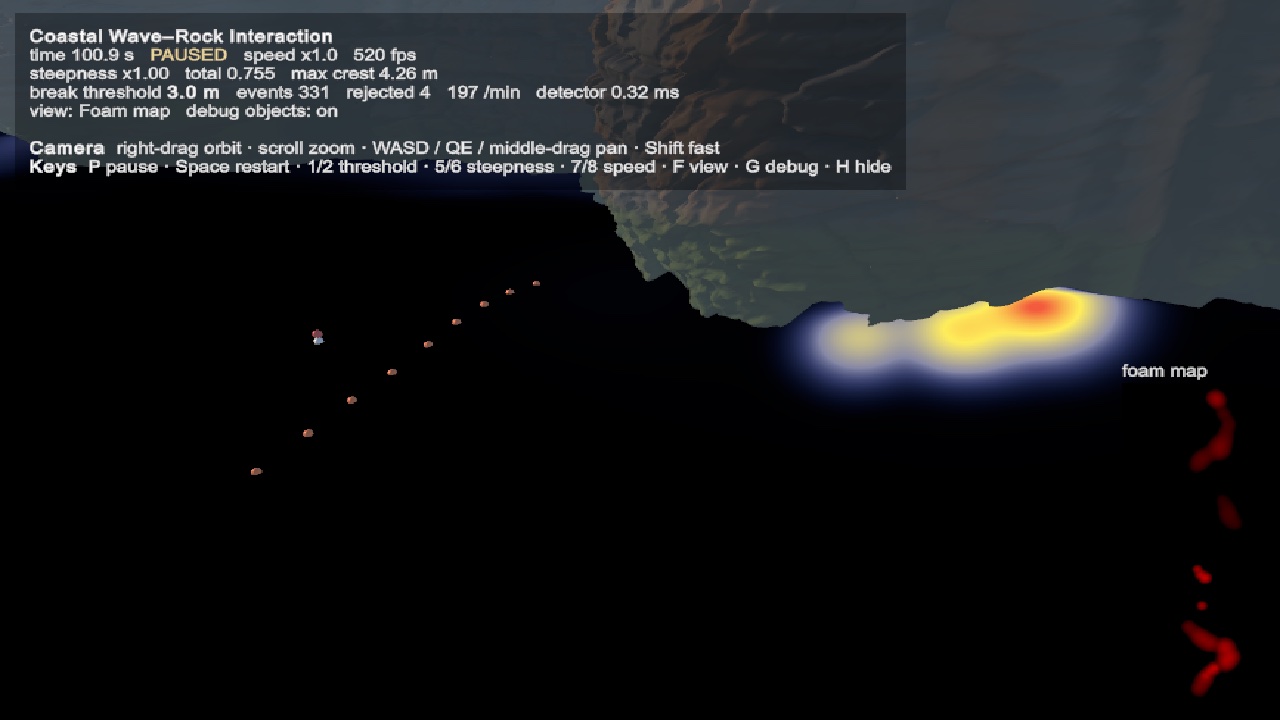 Coastal Wave–Rock Interaction
time 100.9 s PAUSED speed x1.0 520 fps
steepness x1.00 total 0.755 max crest 4.26 m
break threshold 3.0 m events 331 rejected 4 197 /min detector 0.32 ms
view: Foam map debug objects: on
Camera right-drag orbit · scroll zoom · WASD / QE / middle-drag pan · Shift fast
Keys P pause · Space restart · 1/2 threshold · 5/6 steepness · 7/8 speed · F view · G debug · H hide
foam map